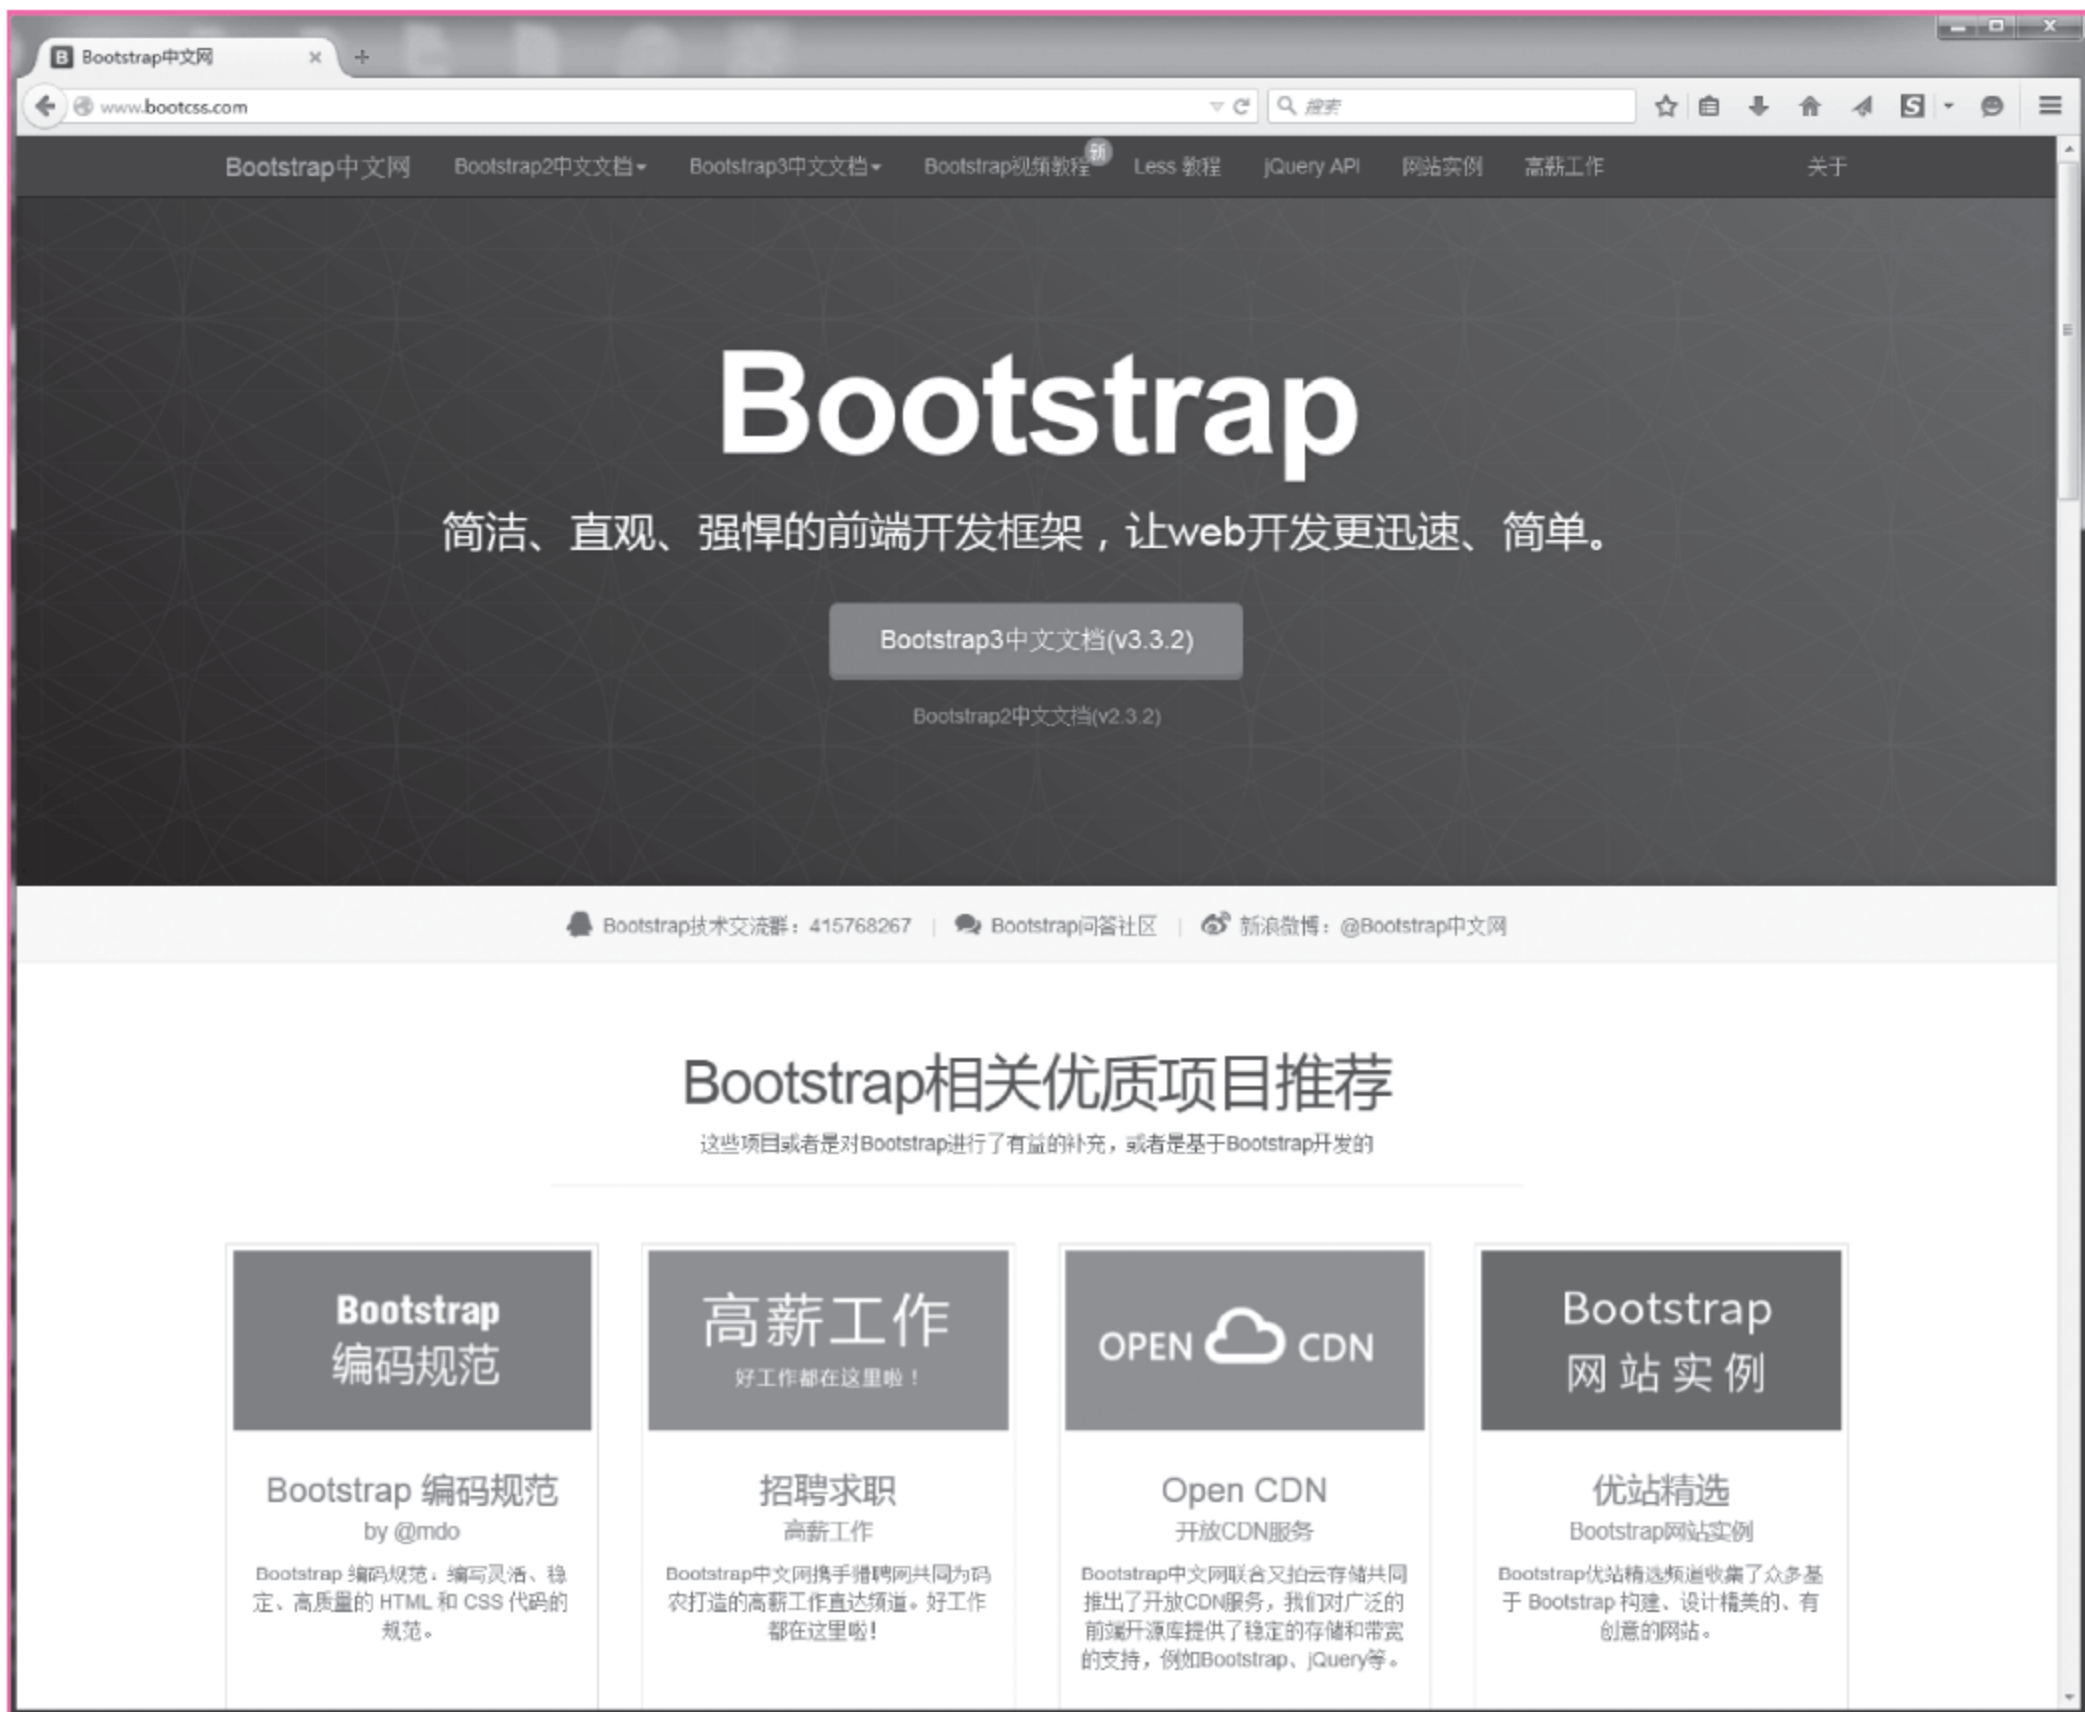 Bootstrap中文网
www.bootcss.com
搜索
Bootstrap中文网 Bootstrap2中文文档 Bootstrap3中文文档 Bootstrap视频教程 新 Less 教程 jQuery API 网站实例 高薪工作 关于
Bootstrap
简洁、直观、强悍的前端开发框架，让web开发更迅速、简单。
Bootstrap3中文文档(v3.3.2)
Bootstrap2中文文档(v2.3.2)
Bootstrap技术交流群：415768267 | Bootstrap问答社区 | 新浪微博：@Bootstrap中文网
Bootstrap相关优质项目推荐
这些项目或者是对Bootstrap进行了有益的补充，或者是基于Bootstrap开发的
Bootstrap
编码规范
Bootstrap 编码规范
by @mdo
Bootstrap 编码规范：编写灵活、稳
定、高质量的 HTML 和 CSS 代码的
规范。
高薪工作
好工作都在这里啦！
招聘求职
高薪工作
Bootstrap中文网携手猎聘网共同为码
农打造的高薪工作直达频道。好工作
都在这里啦！
OPEN CDN
Open CDN
开放CDN服务
Bootstrap中文网联合又拍云存储共同
推出了开放CDN服务，我们对广泛的
前端开源库提供了稳定的存储和带宽
的支持，例如Bootstrap、jQuery等。
Bootstrap
网站实例
优站精选
Bootstrap网站实例
Bootstrap优站精选频道收集了众多基
于 Bootstrap 构建、设计精美的、有
创意的网站。